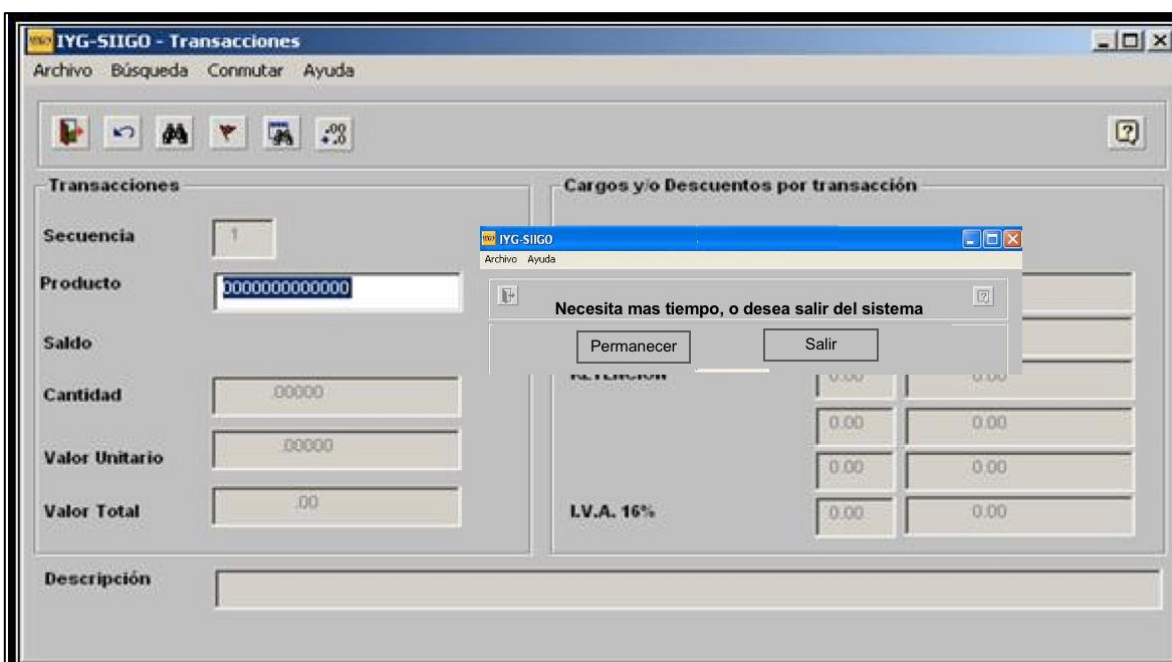 IYG-SIIGO - Transacciones
Archivo Búsqueda Conmutar Ayuda
Transacciones
Cargos y/o Descuentos por transacción
Secuencia 1
Producto 0000000000000
Saldo
Cantidad .00000
Valor Unitario .00000
Valor Total .00
IYG-SIIGO
Archivo Ayuda
Necesita mas tiempo, o desea salir del sistema
Permanecer Salir
RETENCION 0.00 0.00
0.00 0.00
0.00 0.00
I.V.A. 16% 0.00 0.00
Descripción